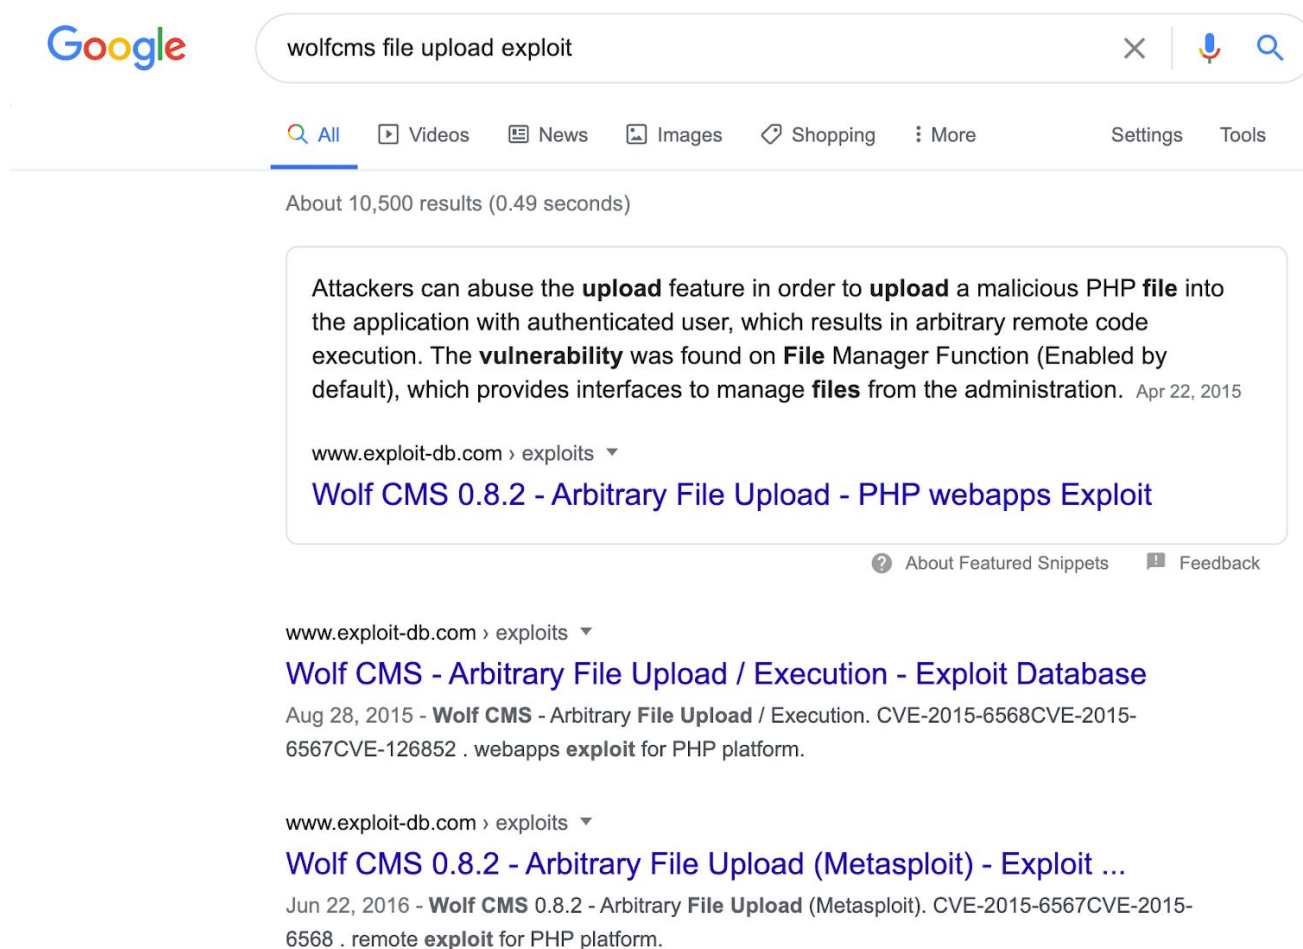 Google
wolfcms file upload exploit
All Videos News Images Shopping More Settings Tools
About 10,500 results (0.49 seconds)
Attackers can abuse the upload feature in order to upload a malicious PHP file into
the application with authenticated user, which results in arbitrary remote code
execution. The vulnerability was found on File Manager Function (Enabled by
default), which provides interfaces to manage files from the administration. Apr 22, 2015
www.exploit-db.com › exploits
Wolf CMS 0.8.2 - Arbitrary File Upload - PHP webapps Exploit
About Featured Snippets Feedback
www.exploit-db.com › exploits
Wolf CMS - Arbitrary File Upload / Execution - Exploit Database
Aug 28, 2015 - Wolf CMS - Arbitrary File Upload / Execution. CVE-2015-6568CVE-2015-
6567CVE-126852 . webapps exploit for PHP platform.
www.exploit-db.com › exploits
Wolf CMS 0.8.2 - Arbitrary File Upload (Metasploit) - Exploit ...
Jun 22, 2016 - Wolf CMS 0.8.2 - Arbitrary File Upload (Metasploit). CVE-2015-6567CVE-2015-
6568 . remote exploit for PHP platform.